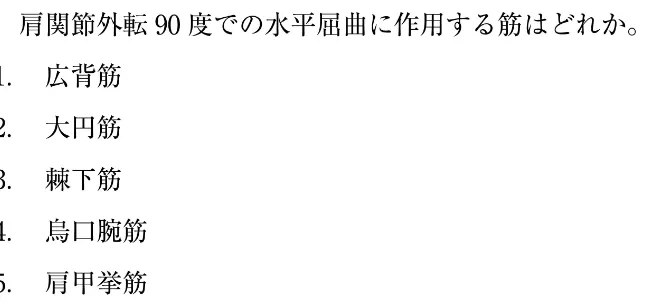 肩関節外転 90 度での水平屈曲に作用する筋はどれか。
1. 広背筋
2. 大円筋
3. 棘下筋
4. 烏口腕筋
5. 肩甲挙筋